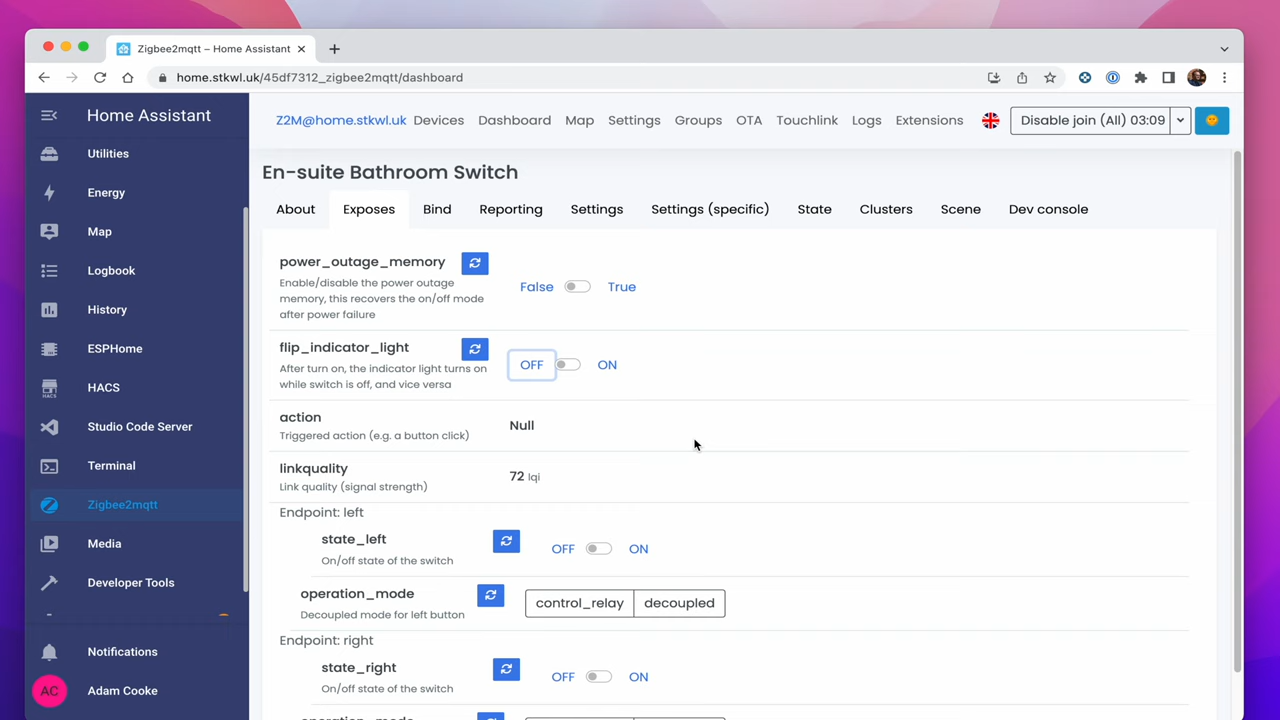 Zigbee2mqtt – Home Assistant
home.stkwl.uk/45df7312_zigbee2mqtt/dashboard
Home Assistant
Utilities
Energy
Map
Logbook
History
ESPHome
HACS
HACS
Studio Code Server
Terminal
Zigbee2mqtt
Media
Developer Tools
Notifications
AC
Adam Cooke
Z2M@home.stkwl.uk Devices Dashboard Map Settings Groups OTA Touchlink Logs Extensions Disable join (All) 03:09
En-suite Bathroom Switch
About Exposes Bind Reporting Settings Settings (specific) State Clusters Scene Dev console
power_outage_memory
Enable/disable the power outage
memory, this recovers the on/off mode
after power failure
False True
flip_indicator_light
After turn on, the indicator light turns on
while switch is off, and vice versa
OFF ON
action
Triggered action (e.g. a button click)
Null
linkquality
Link quality (signal strength)
72 lqi
Endpoint: left
state_left
On/off state of the switch
OFF ON
operation_mode
Decoupled mode for left button
control_relay decoupled
Endpoint: right
state_right
On/off state of the switch
OFF ON
operation_mode